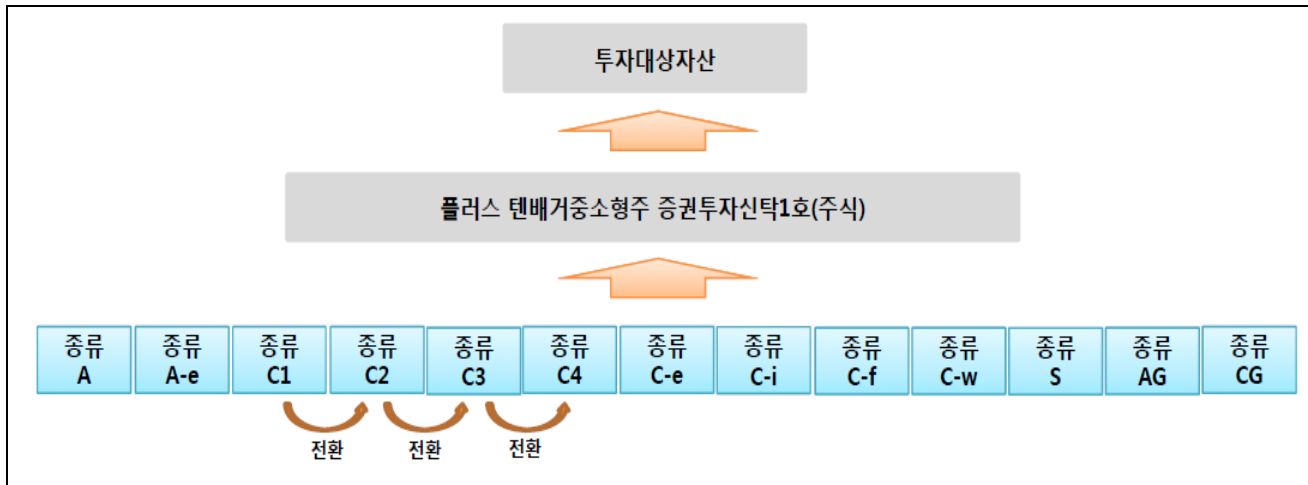 투자대상자산
플러스 텐배거중소형주 증권투자신탁1호(주식)
종류 종류 종류 종류 종류 종류 종류 종류 종류 종류 종류 종류 종류
A A-e C1 C2 C3 C4 C-e C-i C-f C-w S AG CG
전환 전환 전환